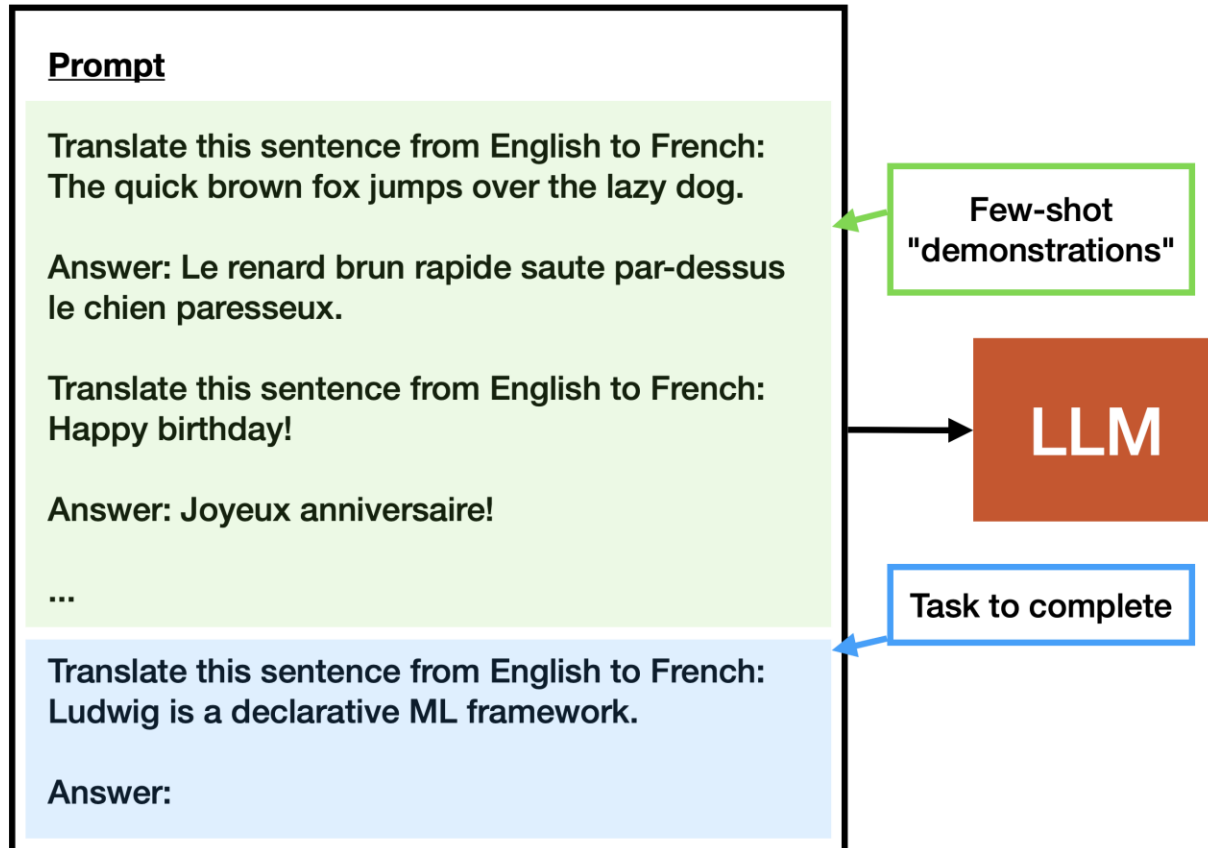 Prompt
Translate this sentence from English to French:
The quick brown fox jumps over the lazy dog.
Answer: Le renard brun rapide saute par-dessus
le chien paresseux.
Translate this sentence from English to French:
Happy birthday!
Answer: Joyeux anniversaire!
...
Translate this sentence from English to French:
Ludwig is a declarative ML framework.
Answer:
Few-shot
"demonstrations"
LLM
Task to complete